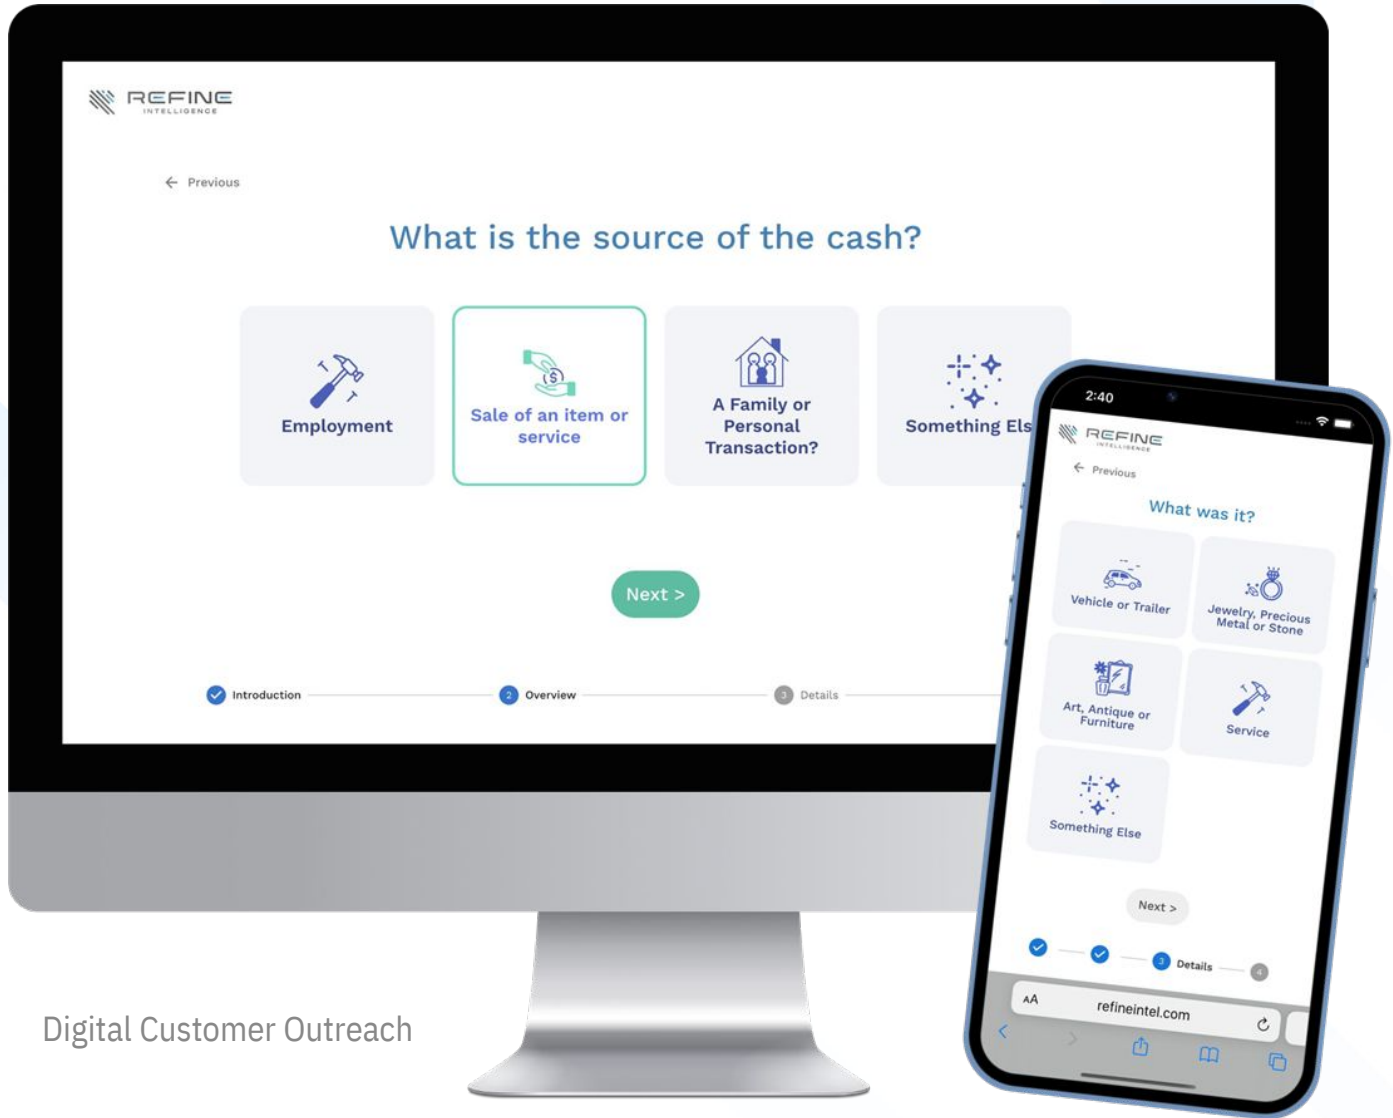 REFINE
INTELLIGENCE
← Previous
What is the source of the cash?
Employment
Sale of an item or
service
A Family or
Personal
Transaction?
Something Els
Next >
Introduction
2 Overview
3 Details
2:40
REFINE
INTELLIGENCE
← Previous
What was it?
Vehicle or Trailer
Jewelry, Precious
Metal or Stone
Art, Antique or
Furniture
Service
Something Else
Next >
3 Details 4
AA refineintel.com
Digital Customer Outreach